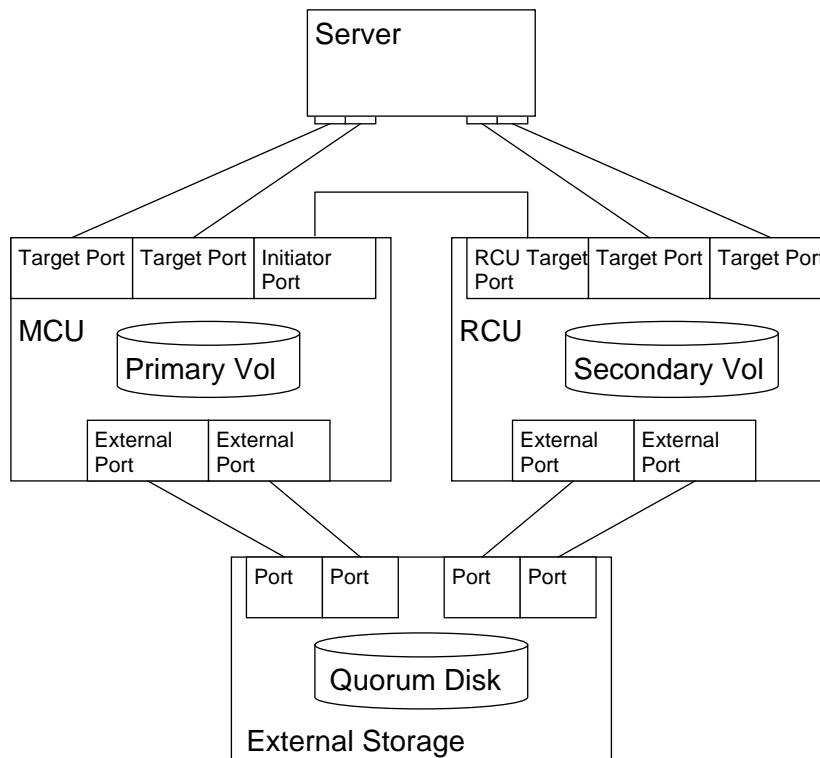 Server
Target Port
Target Port
Initiator
Port
RCU Target
Port
Target Port
Target Port
MCU
Primary Vol
RCU
Secondary Vol
External
Port
External
Port
External
Port
External
Port
Port
Port
Port
Port
Quorum Disk
External Storage